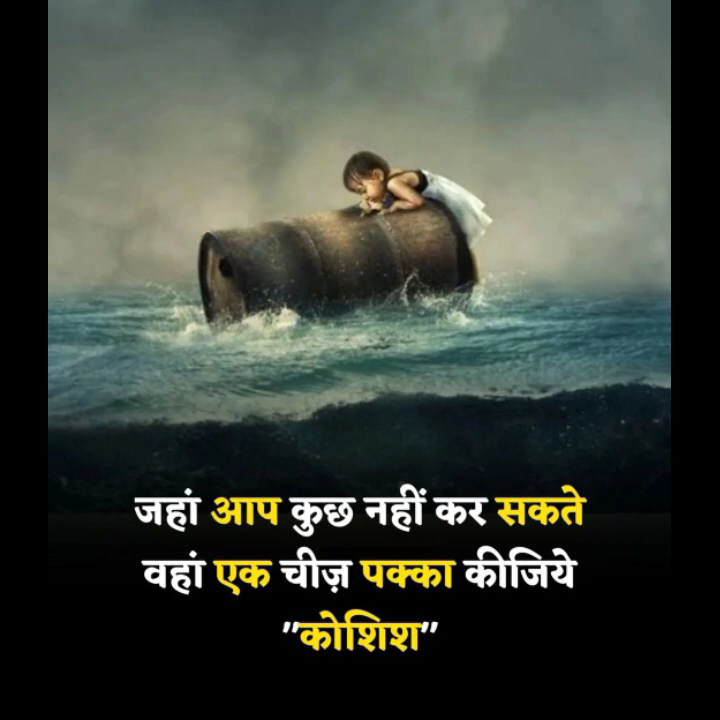 जहां आप कुछ नहीं कर सकते
वहां एक चीज़ पक्का कीजिये
"कोशिश"